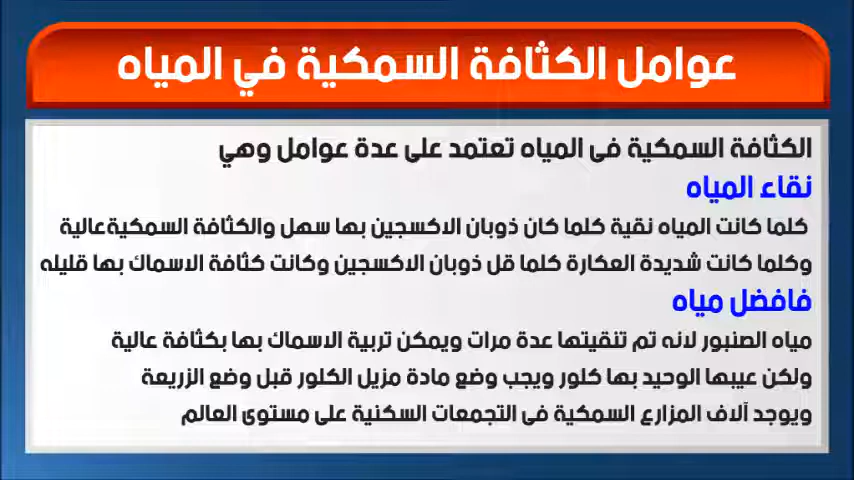 عوامل الكثافة السمكية في المياه
الكثافة السمكية فى المياه تعتمد على عدة عوامل وهي
نقاء المياه
كلما كانت المياه نقية كلما كان ذوبان الاكسجين بها سهل والكثافة السمكيةعالية
وكلما كانت شديدة العكارة كلما قل ذوبان الاكسجين وكانت كثافة الاسماك بها قليله
فافضل مياه
مياه الصنبور لانه تم تنقيتها عدة مرات ويمكن تربية الاسماك بها بكثافة عالية
ولكن عيبها الوحيد بها كلور ويجب وضع مادة مزيل الكلور قبل وضع الزريعة
ويوجد آلاف المزارع السمكية فى التجمعات السكنية على مستوى العالم